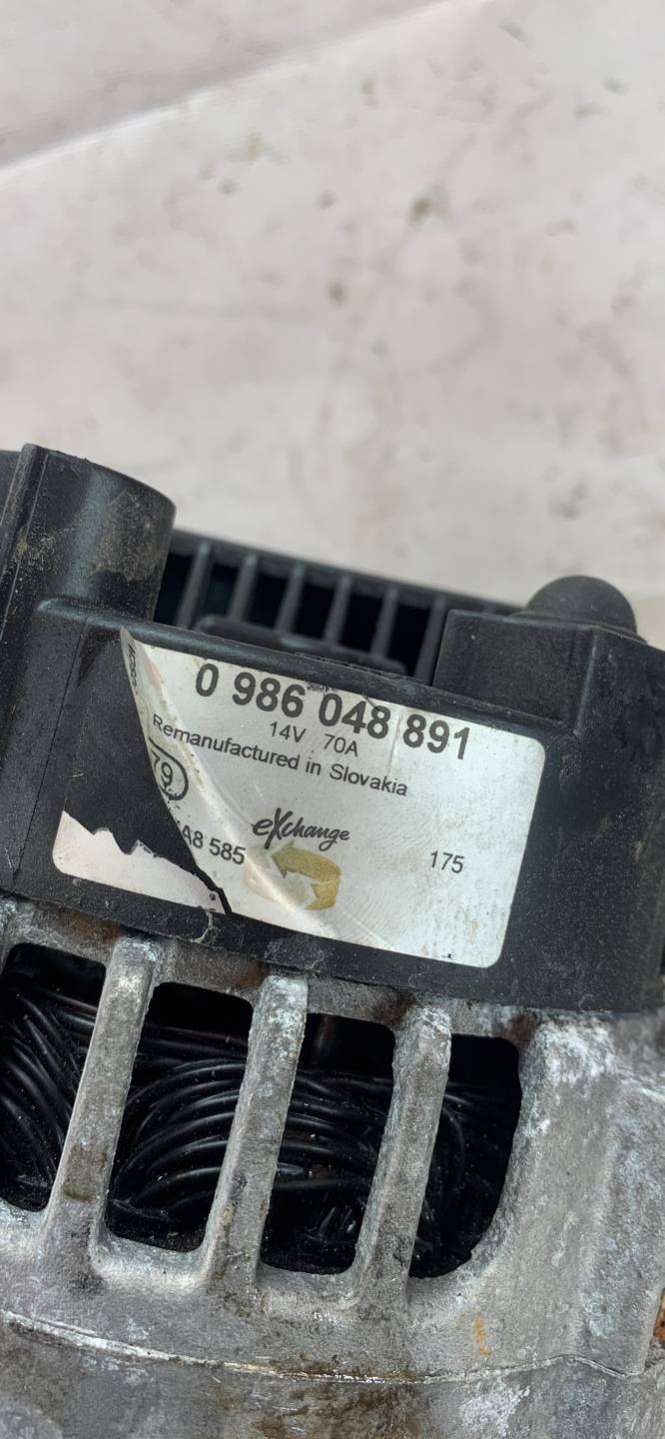 0 986 048 891
14V 70A
Remanufactured in Slovakia
79
eXchange
A8 585
175